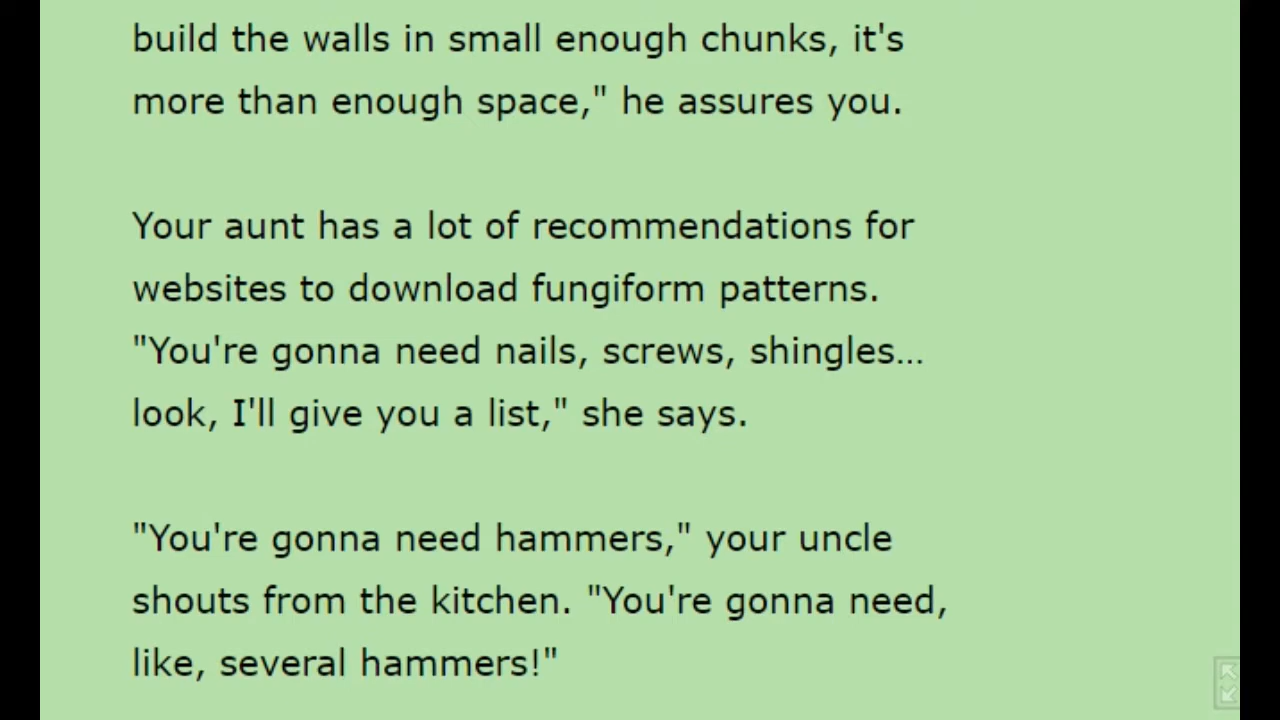 build the walls in small enough chunks, it's
more than enough space," he assures you.
Your aunt has a lot of recommendations for
websites to download fungiform patterns.
"You're gonna need nails, screws, shingles...
look, I'll give you a list," she says.
"You're gonna need hammers," your uncle
shouts from the kitchen. "You're gonna need,
like, several hammers!"